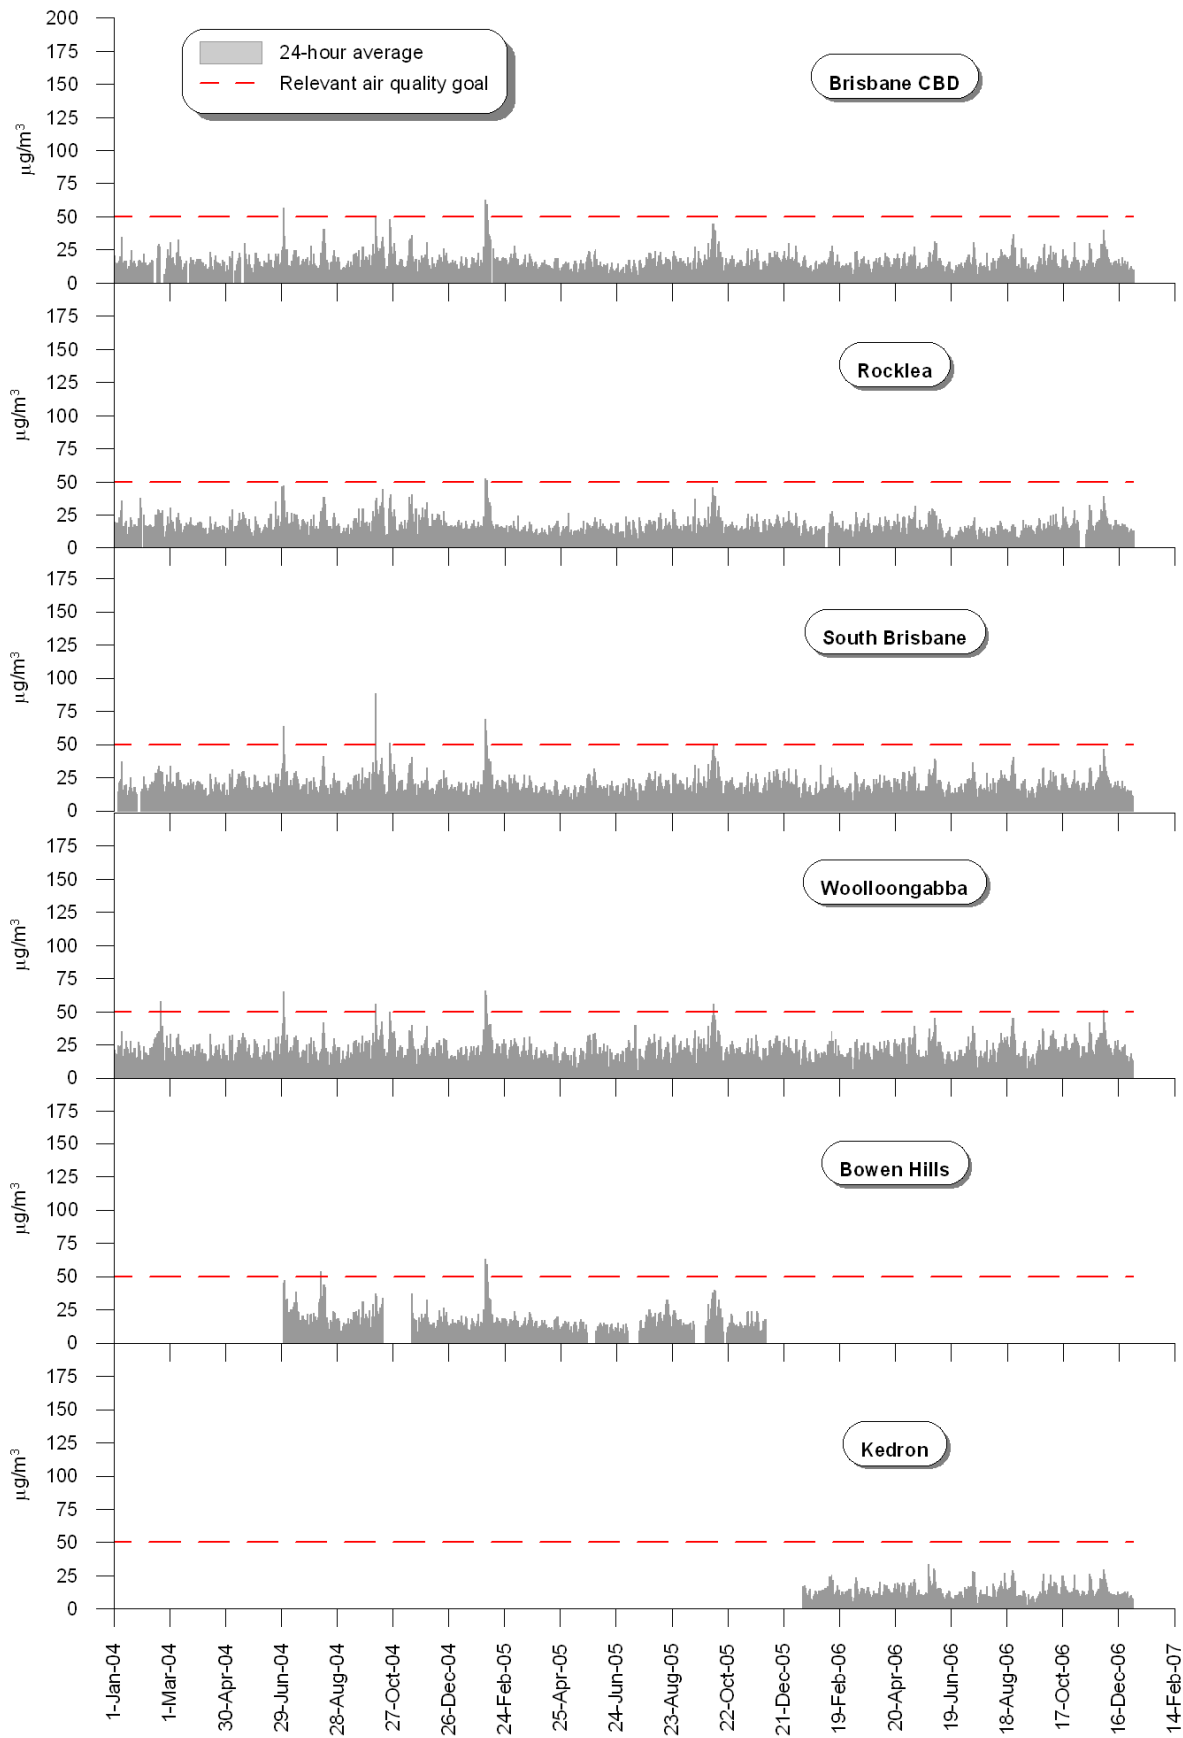 200
175
150
125
100
75
50
25
0
µg/m³
24-hour average
Relevant air quality goal
Brisbane CBD
175
150
125
100
75
50
25
0
µg/m³
Rocklea
175
150
125
100
75
50
25
0
µg/m³
South Brisbane
175
150
125
100
75
50
25
0
µg/m³
Woolloongabba
175
150
125
100
75
50
25
0
µg/m³
Bowen Hills
175
150
125
100
75
50
25
0
µg/m³
Kedron
1-Jan-04
1-Mar-04
30-Apr-04
29-Jun-04
28-Aug-04
27-Oct-04
26-Dec-04
24-Feb-05
25-Apr-05
24-Jun-05
23-Aug-05
22-Oct-05
21-Dec-05
19-Feb-06
20-Apr-06
19-Jun-06
18-Aug-06
17-Oct-06
16-Dec-06
14-Feb-07